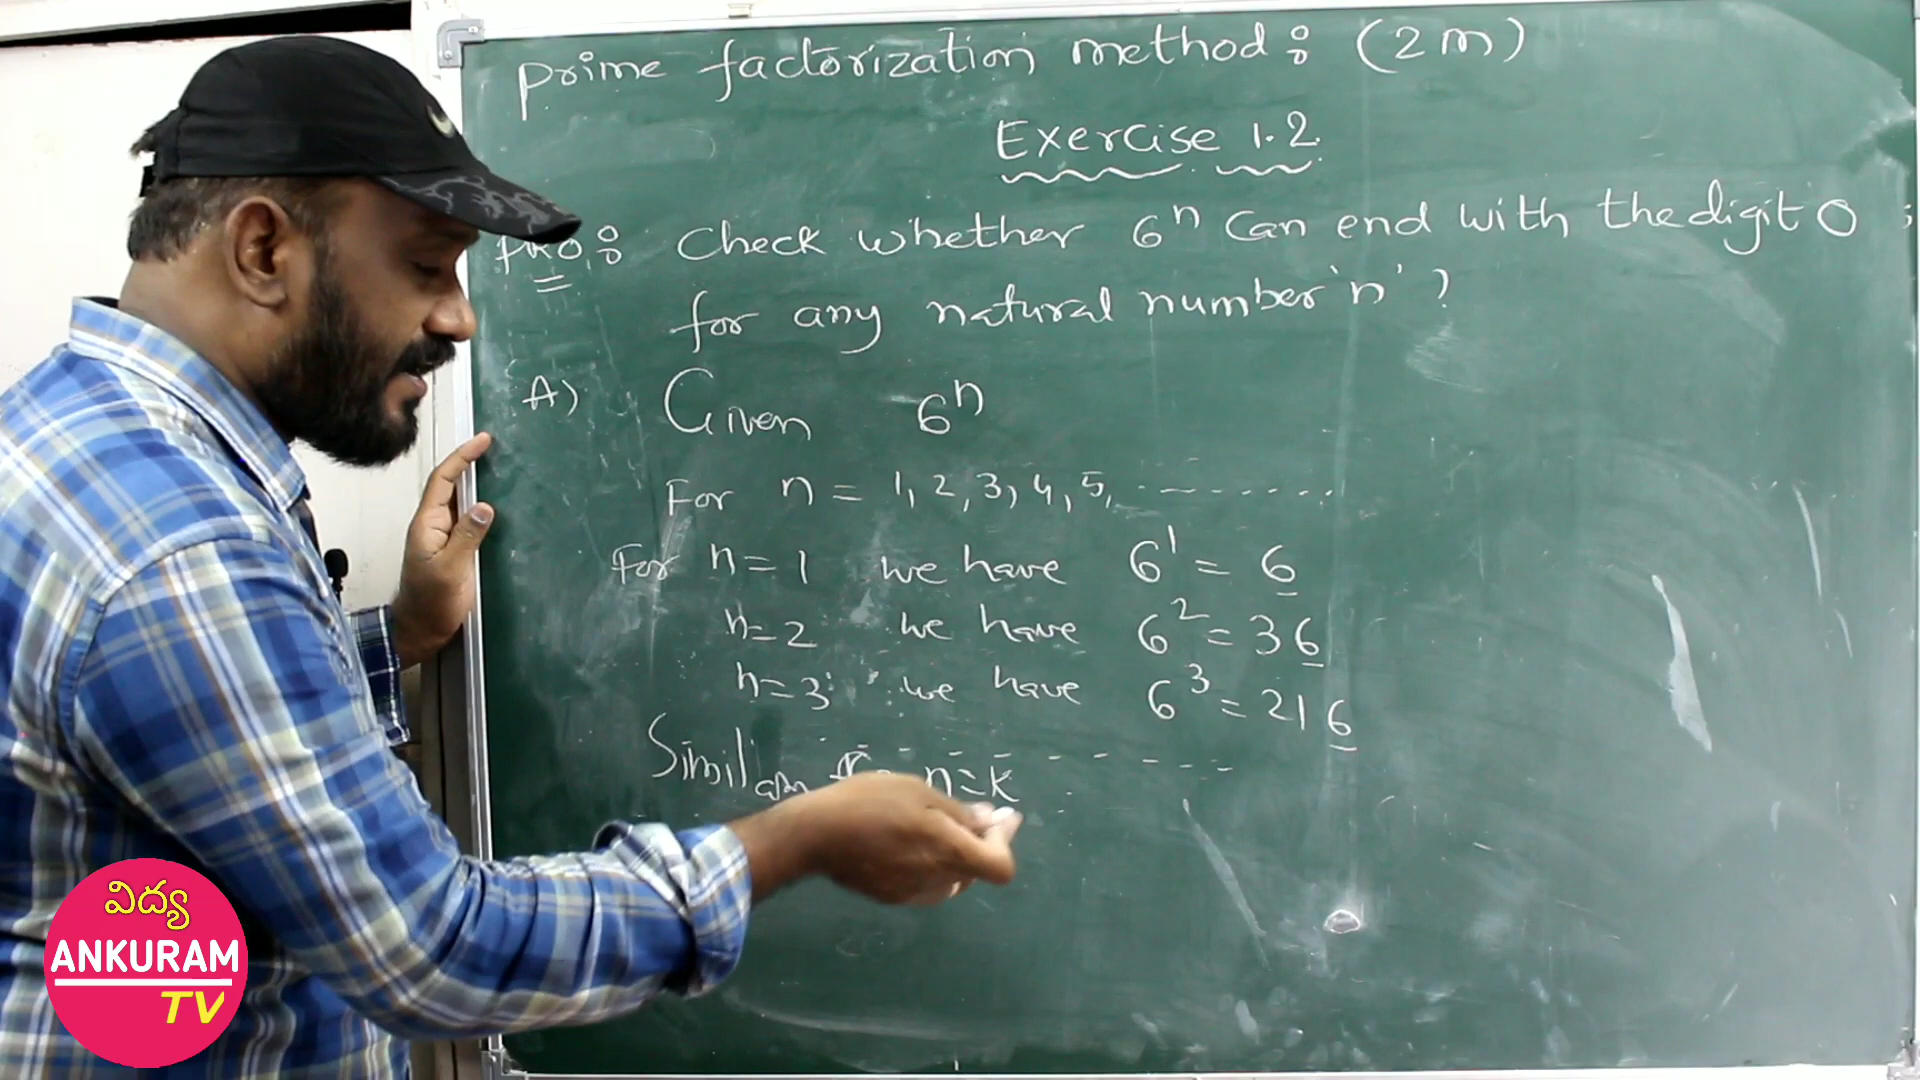 Prime factorization method : (2m)
Exercise 1.2.
Check whether 6ⁿ can end with the digit 0
for any natural number 'n' ?
A) Given 6ⁿ
For n = 1, 2, 3, 4, 5, . - - - - . . .
For n = 1 we have 6¹ = 6
n = 2 we have 6² = 36
n = 3 we have 6³ = 216
n = k
విద్య
ANKURAM
TV